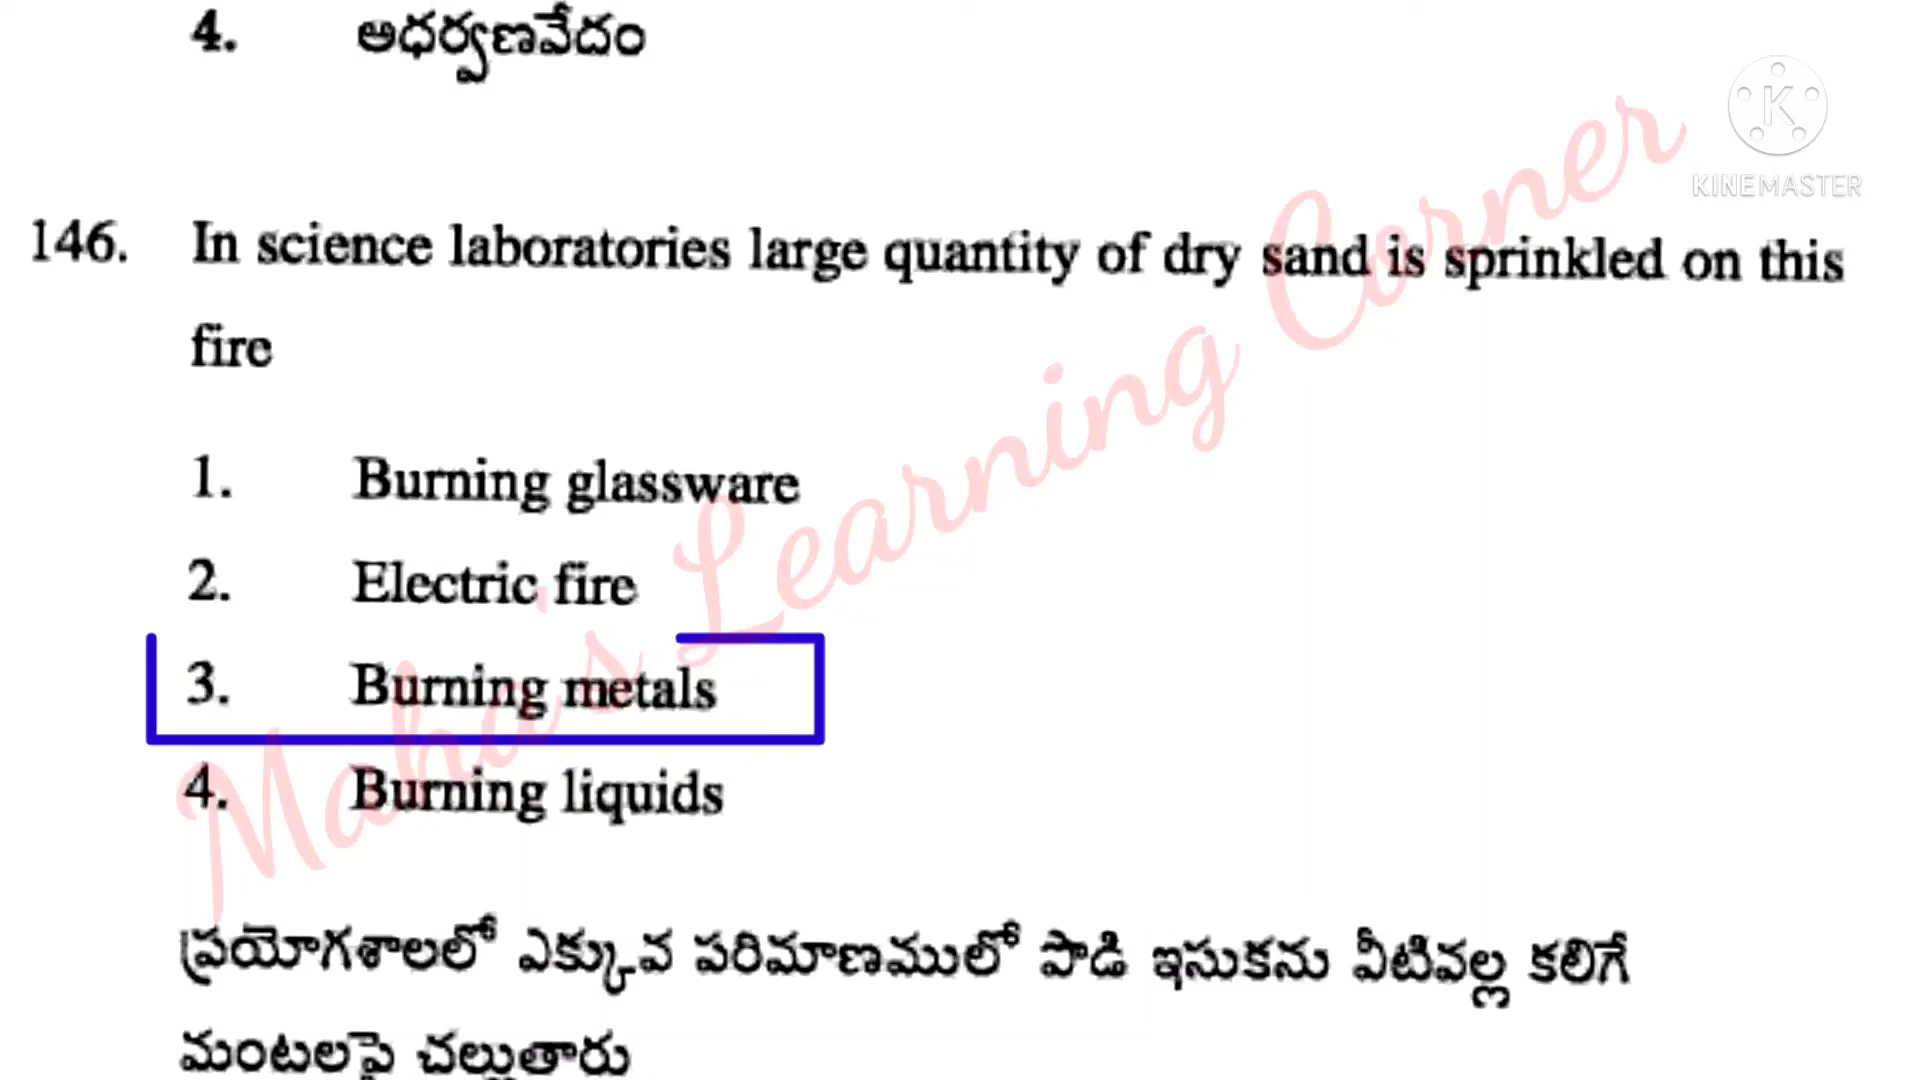 4. ఆధర్వణవేదం
K
KINEMASTER
146. In science laboratories large quantity of dry sand is sprinkled on this
fire
1. Burning glassware
2. Electric fire
3. Burning metals
4. Burning liquids
Maha's Learning Corner
ప్రయోగశాలలో ఎక్కువ పరిమాణములో పొడి ఇసుకను వీటివల్ల కలిగే
మంటలపై చల్లుతారు